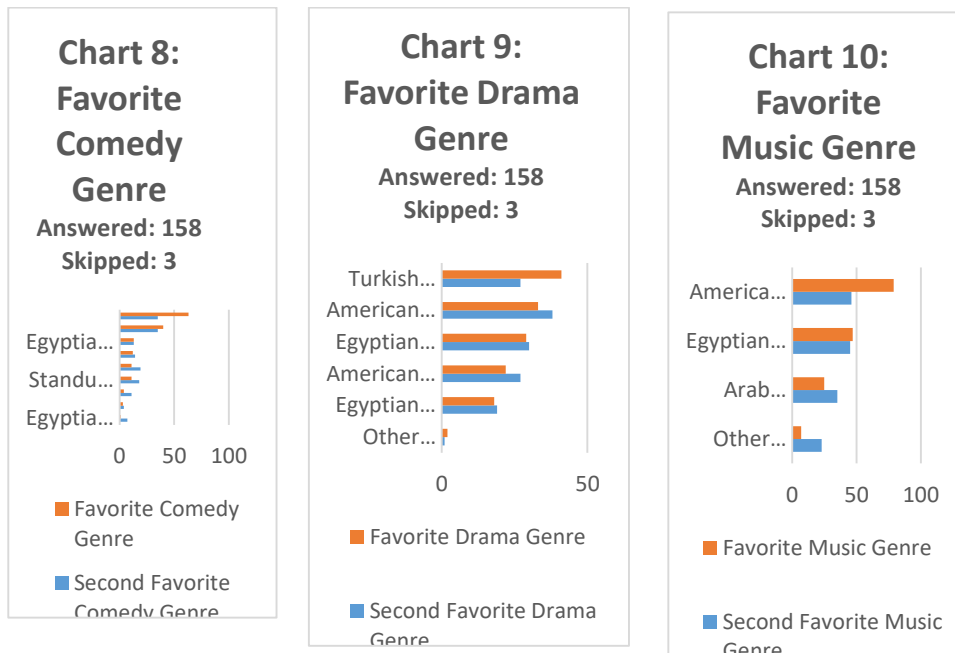 Chart 8:
Favorite
Comedy
Genre
Answered: 158
Skipped: 3
Egyptia...
Standu...
Egyptia...
0 50 100
Favorite Comedy
Genre
Second Favorite
Comedy Genre
Chart 9:
Favorite Drama
Genre
Answered: 158
Skipped: 3
Turkish...
American...
Egyptian...
American...
Egyptian...
Other...
0 50
Favorite Drama Genre
Second Favorite Drama
Genre
Chart 10:
Favorite
Music Genre
Answered: 158
Skipped: 3
America...
Egyptian...
Arab...
Other...
0 50 100
Favorite Music Genre
Second Favorite Music
Genre